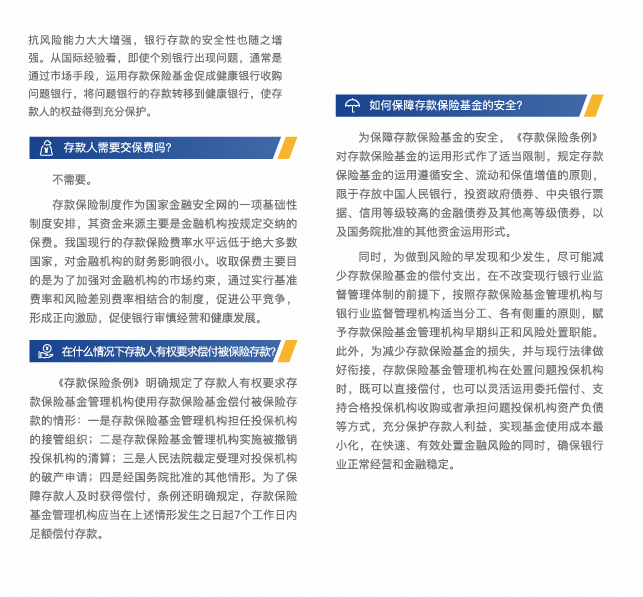 抗风险能力大大增强，银行存款的安全性也随之增
强。从国际经验看，即使个别银行出现问题，通常是
通过市场手段，运用存款保险基金促成健康银行收购
问题银行，将问题银行的存款转移到健康银行，使存
款人的权益得到充分保护。
存款人需要交保费吗?
不需要。
存款保险制度作为国家金融安全网的一项基础性
制度安排，其资金来源主要是金融机构按规定交纳的
保费。我国现行的存款保险费率水平远低于绝大多数
国家，对金融机构的财务影响很小。收取保费主要目
的是为了加强对金融机构的市场约束，通过实行基准
费率和风险差别费率相结合的制度，促进公平竞争，
形成正向激励，促使银行审慎经营和健康发展。
在什么情况下存款人有权要求偿付被保险存款?
《存款保险条例》明确规定了存款人有权要求存
款保险基金管理机构使用存款保险基金偿付被保险存
款的情形：一是存款保险基金管理机构担任投保机构
的接管组织；二是存款保险基金管理机构实施被撤销
投保机构的清算；三是人民法院裁定受理对投保机构
的破产申请；四是经国务院批准的其他情形。为了保
障存款人及时获得偿付，条例还明确规定，存款保险
基金管理机构应当在上述情形发生之日起7个工作日内
足额偿付存款。
如何保障存款保险基金的安全?
为保障存款保险基金的安全，《存款保险条例》
对存款保险基金的运用形式作了适当限制，规定存款
保险基金的运用遵循安全、流动和保值增值的原则，
限于存放中国人民银行，投资政府债券、中央银行票
据、信用等级较高的金融债券及其他高等级债券，以
及国务院批准的其他资金运用形式。
同时，为做到风险的早发现和少发生，尽可能减
少存款保险基金的偿付支出，在不改变现行银行业监
督管理体制的前提下，按照存款保险基金管理机构与
银行业监督管理机构适当分工、各有侧重的原则，赋
予存款保险基金管理机构早期纠正和风险处置职能。
此外，为减少存款保险基金的损失，并与现行法律做
好衔接，存款保险基金管理机构在处置问题投保机构
时，既可以直接偿付，也可以灵活运用委托偿付、支
持合格投保机构收购或者承担问题投保机构资产负债
等方式，充分保护存款人利益，实现基金使用成本最
小化，在快速、有效处置金融风险的同时，确保银行
业正常经营和金融稳定。